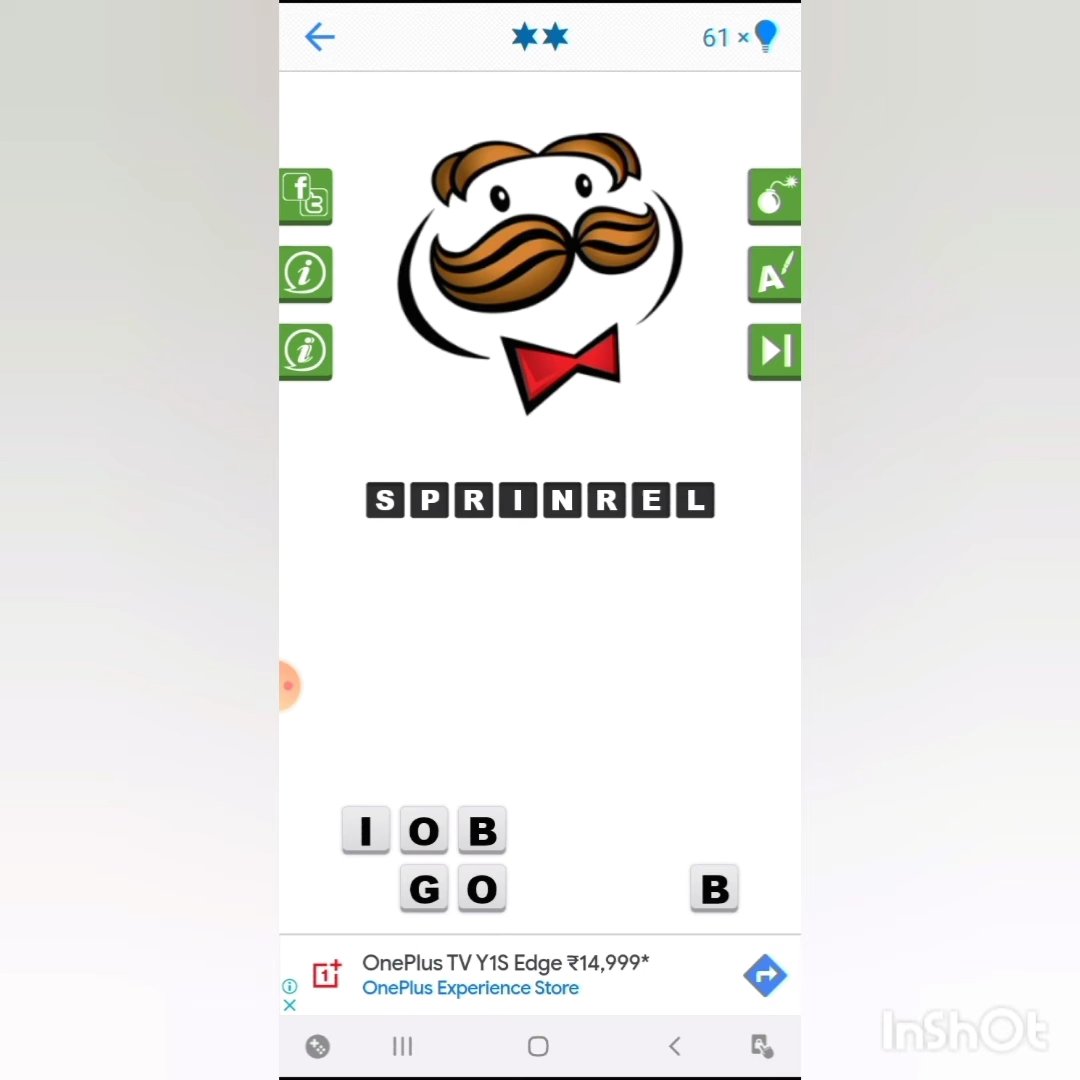 61 ×
SPRINREL
I O B
G O B
OnePlus TV Y1S Edge ₹14,999*
OnePlus Experience Store
InShOt